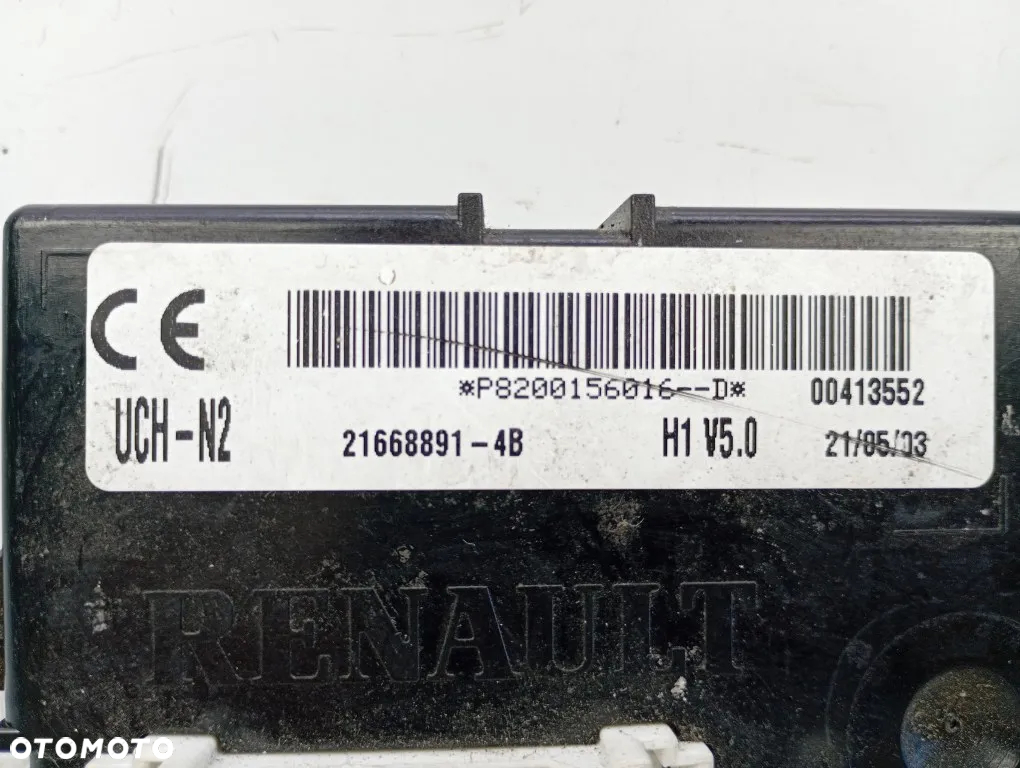 CE
*P8200156016--D*
00413552
UCH-N2
21668891-4B
H1 V5.0
21/05/03
RENAULT
OTOMOTO